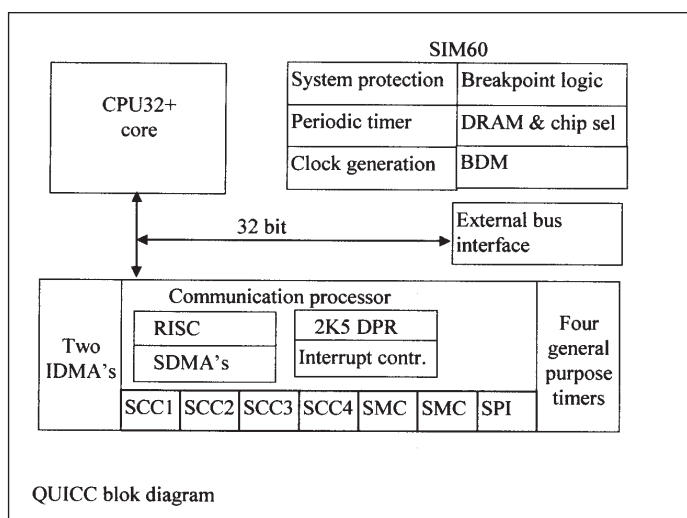 SIM60
CPU32+
core
System protection
Breakpoint logic
Periodic timer
DRAM & chip sel
Clock generation
BDM
32 bit
External bus
interface
Two
IDMA's
Communication processor
RISC
2K5 DPR
SDMA's
Interrupt contr.
SCC1
SCC2
SCC3
SCC4
SMC
SMC
SPI
Four
general
purpose
timers
QUICC blok diagram